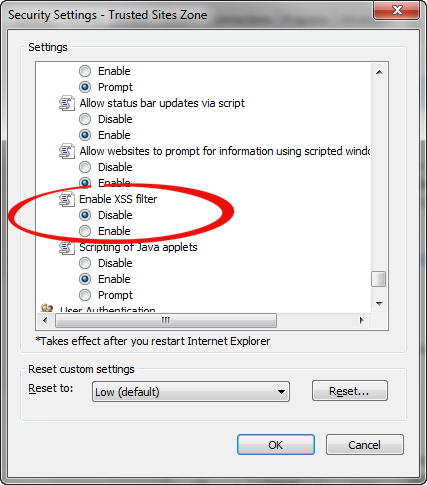 Security Settings - Trusted Sites Zone
Settings
Enable
Prompt
Allow status bar updates via script
Disable
Enable
Allow websites to prompt for information using scripted windo
Disable
Enable
Enable XSS filter
Disable
Enable
Scripting of Java applets
Disable
Enable
Prompt
User Authentication
*Takes effect after you restart Internet Explorer
Reset custom settings
Reset to:
Low (default)
Reset...
OK
Cancel